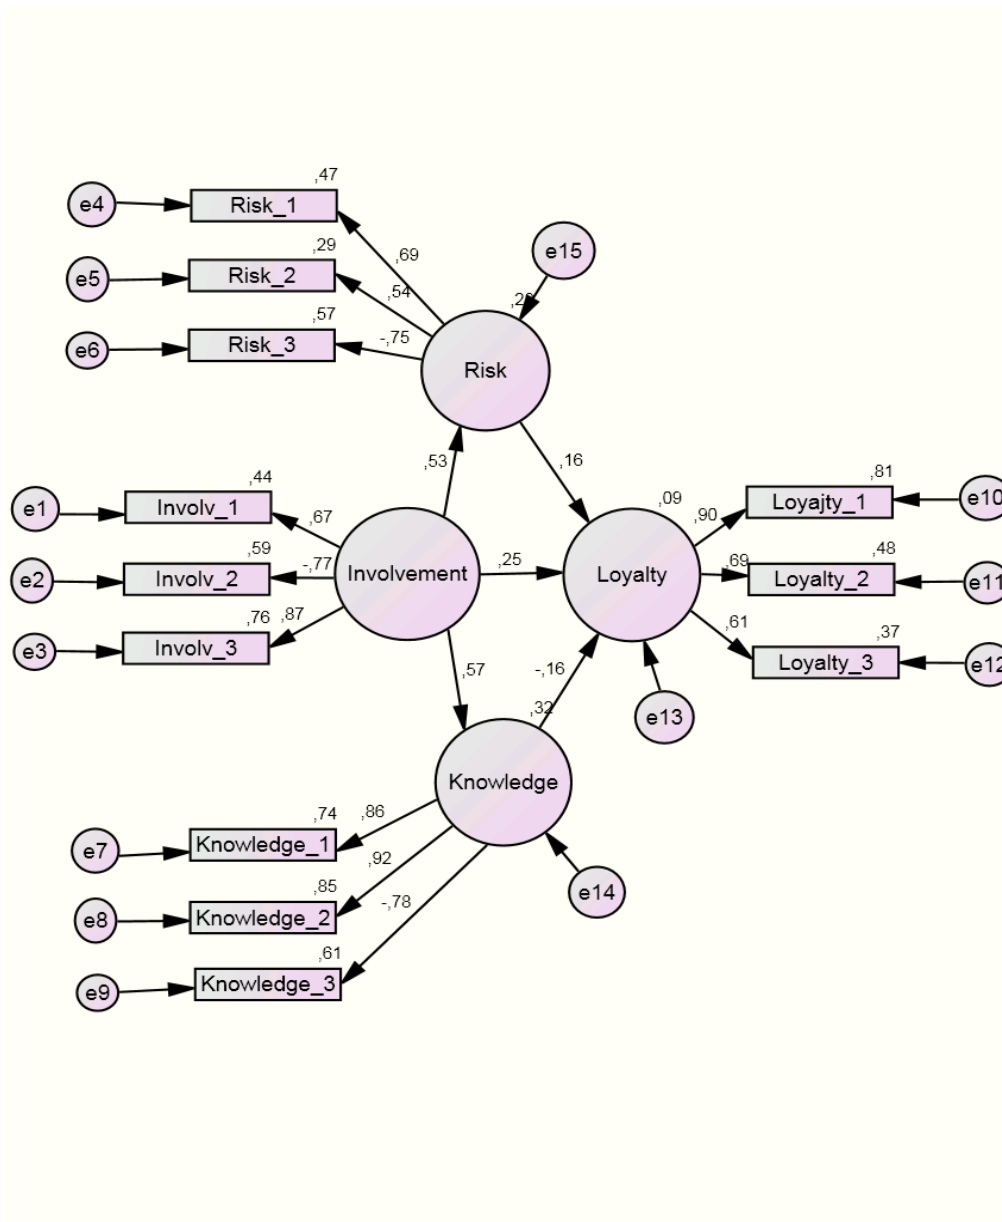 ,47
e4
Risk_1
,69
e15
,29
e5
Risk_2
,54
,57
e6
Risk_3
-,75
Risk
,53
,16
,44
e1
Involv_1
,67
,59
e2
Involv_2
-,77
Involvement
,25
,76
,87
e3
Involv_3
,09
Loyalty
,90
,81
Loyajty_1
e10
,69
,48
Loyalty_2
e11
,61
,37
Loyalty_3
e12
,57
-,16
e13
,32
Knowledge
,74
,86
e7
Knowledge_1
,92
,85
e8
Knowledge_2
-,78
e14
,61
e9
Knowledge_3